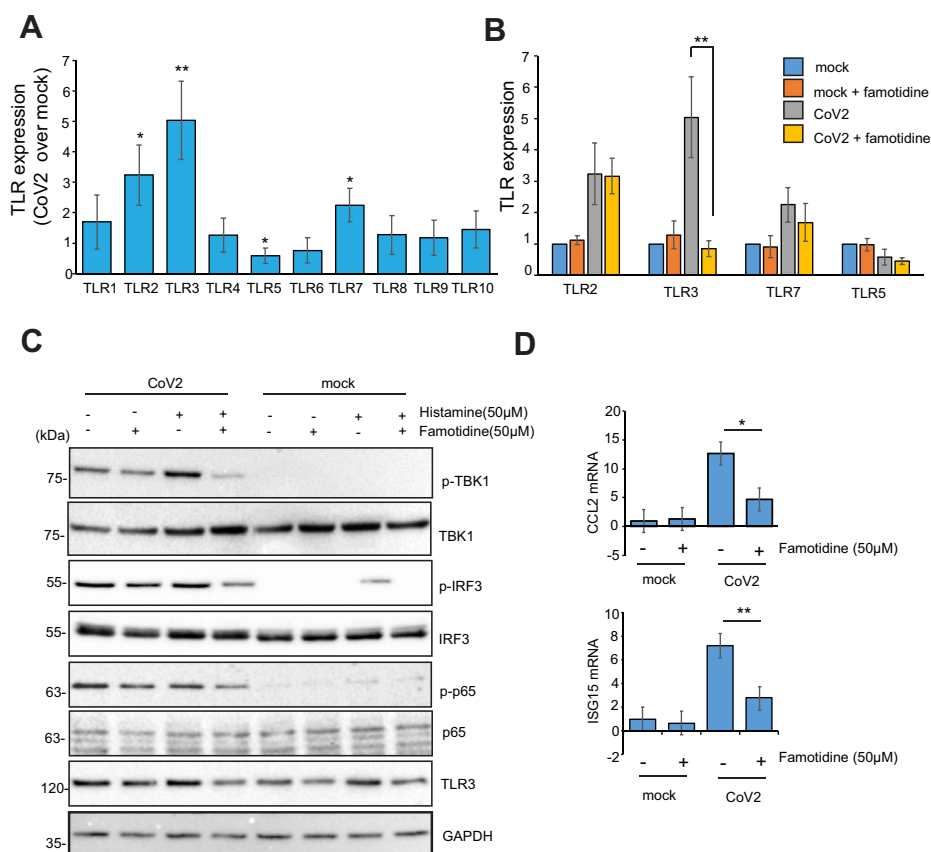 A
TLR expression
(CoV2 over mock)
7
6
5
4
3
2
1
0
*
**
*
*
TLR1 TLR2 TLR3 TLR4 TLR5 TLR6 TLR7 TLR8 TLR9 TLR10
B
TLR expression
7
6
5
4
3
2
1
0
**
mock
mock + famotidine
CoV2
CoV2 + famotidine
TLR2 TLR3 TLR7 TLR5
C
CoV2 mock
- - + + - - + + Histamine(50µM)
- + - + - + - + Famotidine(50µM)
(kDa)
75- p-TBK1
75- TBK1
55- p-IRF3
55- IRF3
63- p-p65
63- p65
120- TLR3
35- GAPDH
D
CCL2 mRNA
20
15
10
5
0
-5
*
- + - + Famotidine (50µM)
mock CoV2
ISG15 mRNA
10
8
6
4
2
0
-2
**
- + - + Famotidine (50µM)
mock CoV2